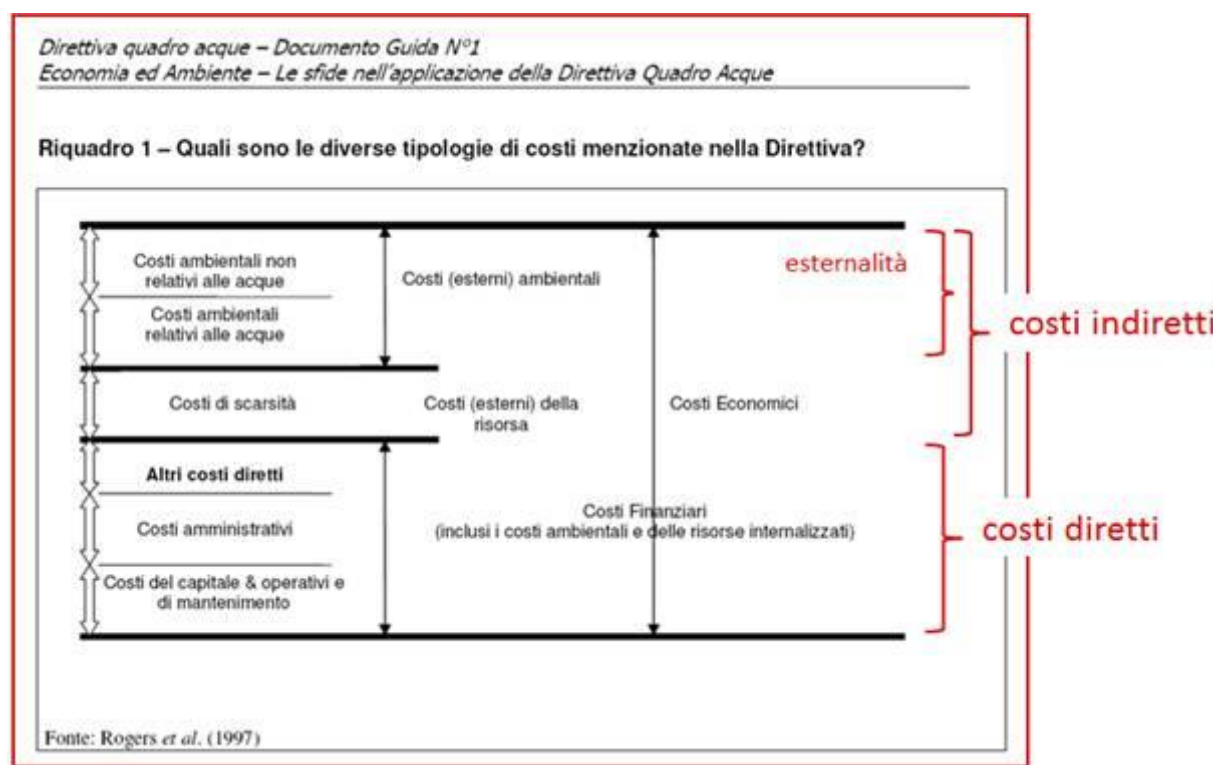 Direttiva quadro acque – Documento Guida N°1
Economia ed Ambiente – Le sfide nell'applicazione della Direttiva Quadro Acque
Riquadro 1 – Quali sono le diverse tipologie di costi menzionate nella Direttiva?
Costi ambientali non
relativi alle acque
Costi (esterni) ambientali
esternalità
Costi ambientali
relativi alle acque
costi indiretti
Costi di scarsità
Costi (esterni) della
risorsa
Costi Economici
Altri costi diretti
Costi amministrativi
Costi Finanziari
(inclusi i costi ambientali e delle risorse internalizzati)
costi diretti
Costi del capitale & operativi e
di mantenimento
Fonte: Rogers et al. (1997)